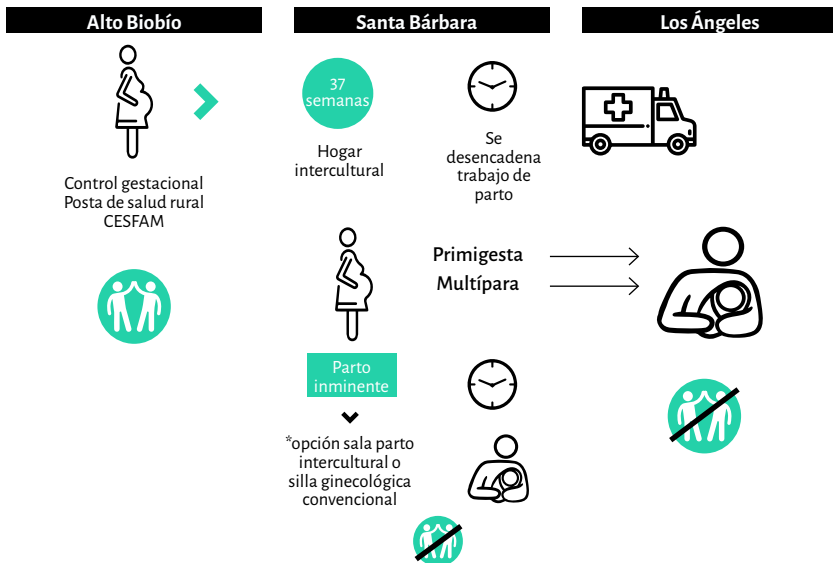 Alto Biobío
Control gestacional
Posta de salud rural
CESFAM
Santa Bárbara
37
semanas
Hogar
intercultural
Se
desencadena
trabajo de
parto
Primigesta
Multípara
Parto
inminente
*opción sala parto
intercultural o
silla ginecológica
convencional
Los Ángeles